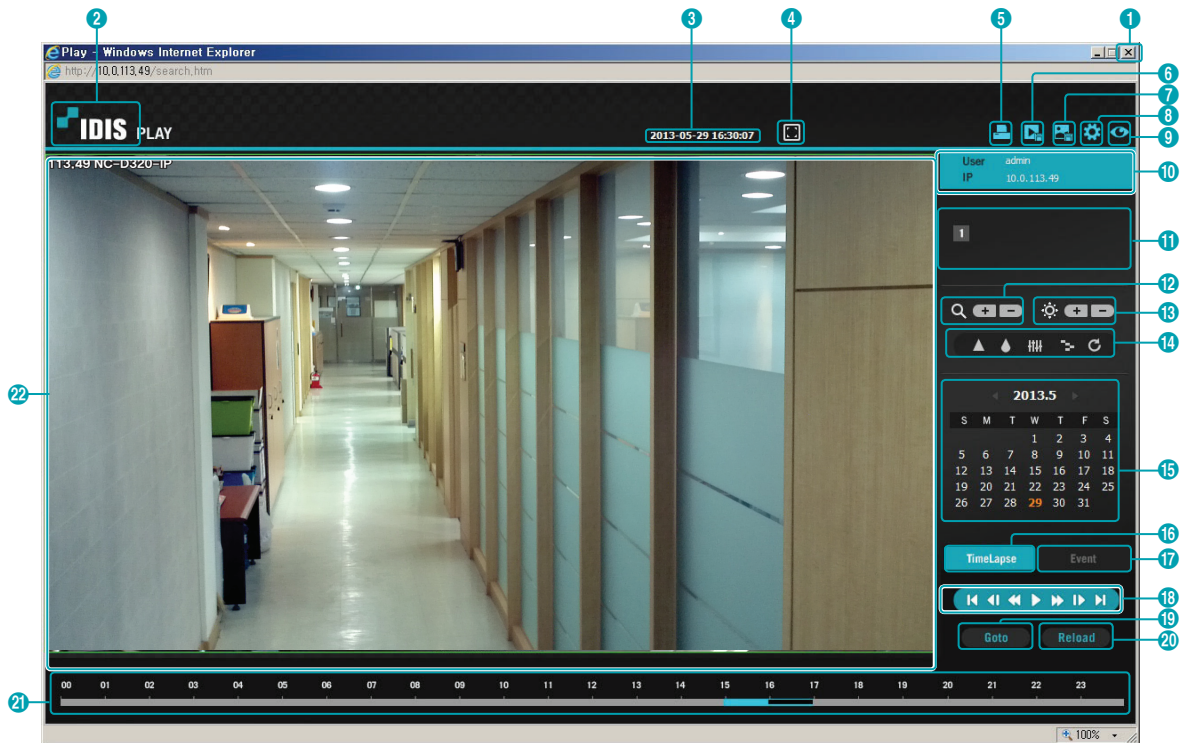 2 3 4 5 1
Play - Windows Internet Explorer
http://10,0,113,49/search,htm
6
7
8
9
IDIS PLAY
2013-05-29 16:30:07
113,49 NC-D320-IP
User admin
IP 10.0.113.49
10
1
11
12
+ -
+ -
13
14
22
2013.5
S M T W T F S
1 2 3 4
5 6 7 8 9 10 11
12 13 14 15 16 17 18
19 20 21 22 23 24 25
26 27 28 29 30 31
15
16
TimeLapse Event
17
18
19
Goto Reload
20
00 01 02 03 04 05 06 07 08 09 10 11 12 13 14 15 16 17 18 19 20 21 22 23
21
100%